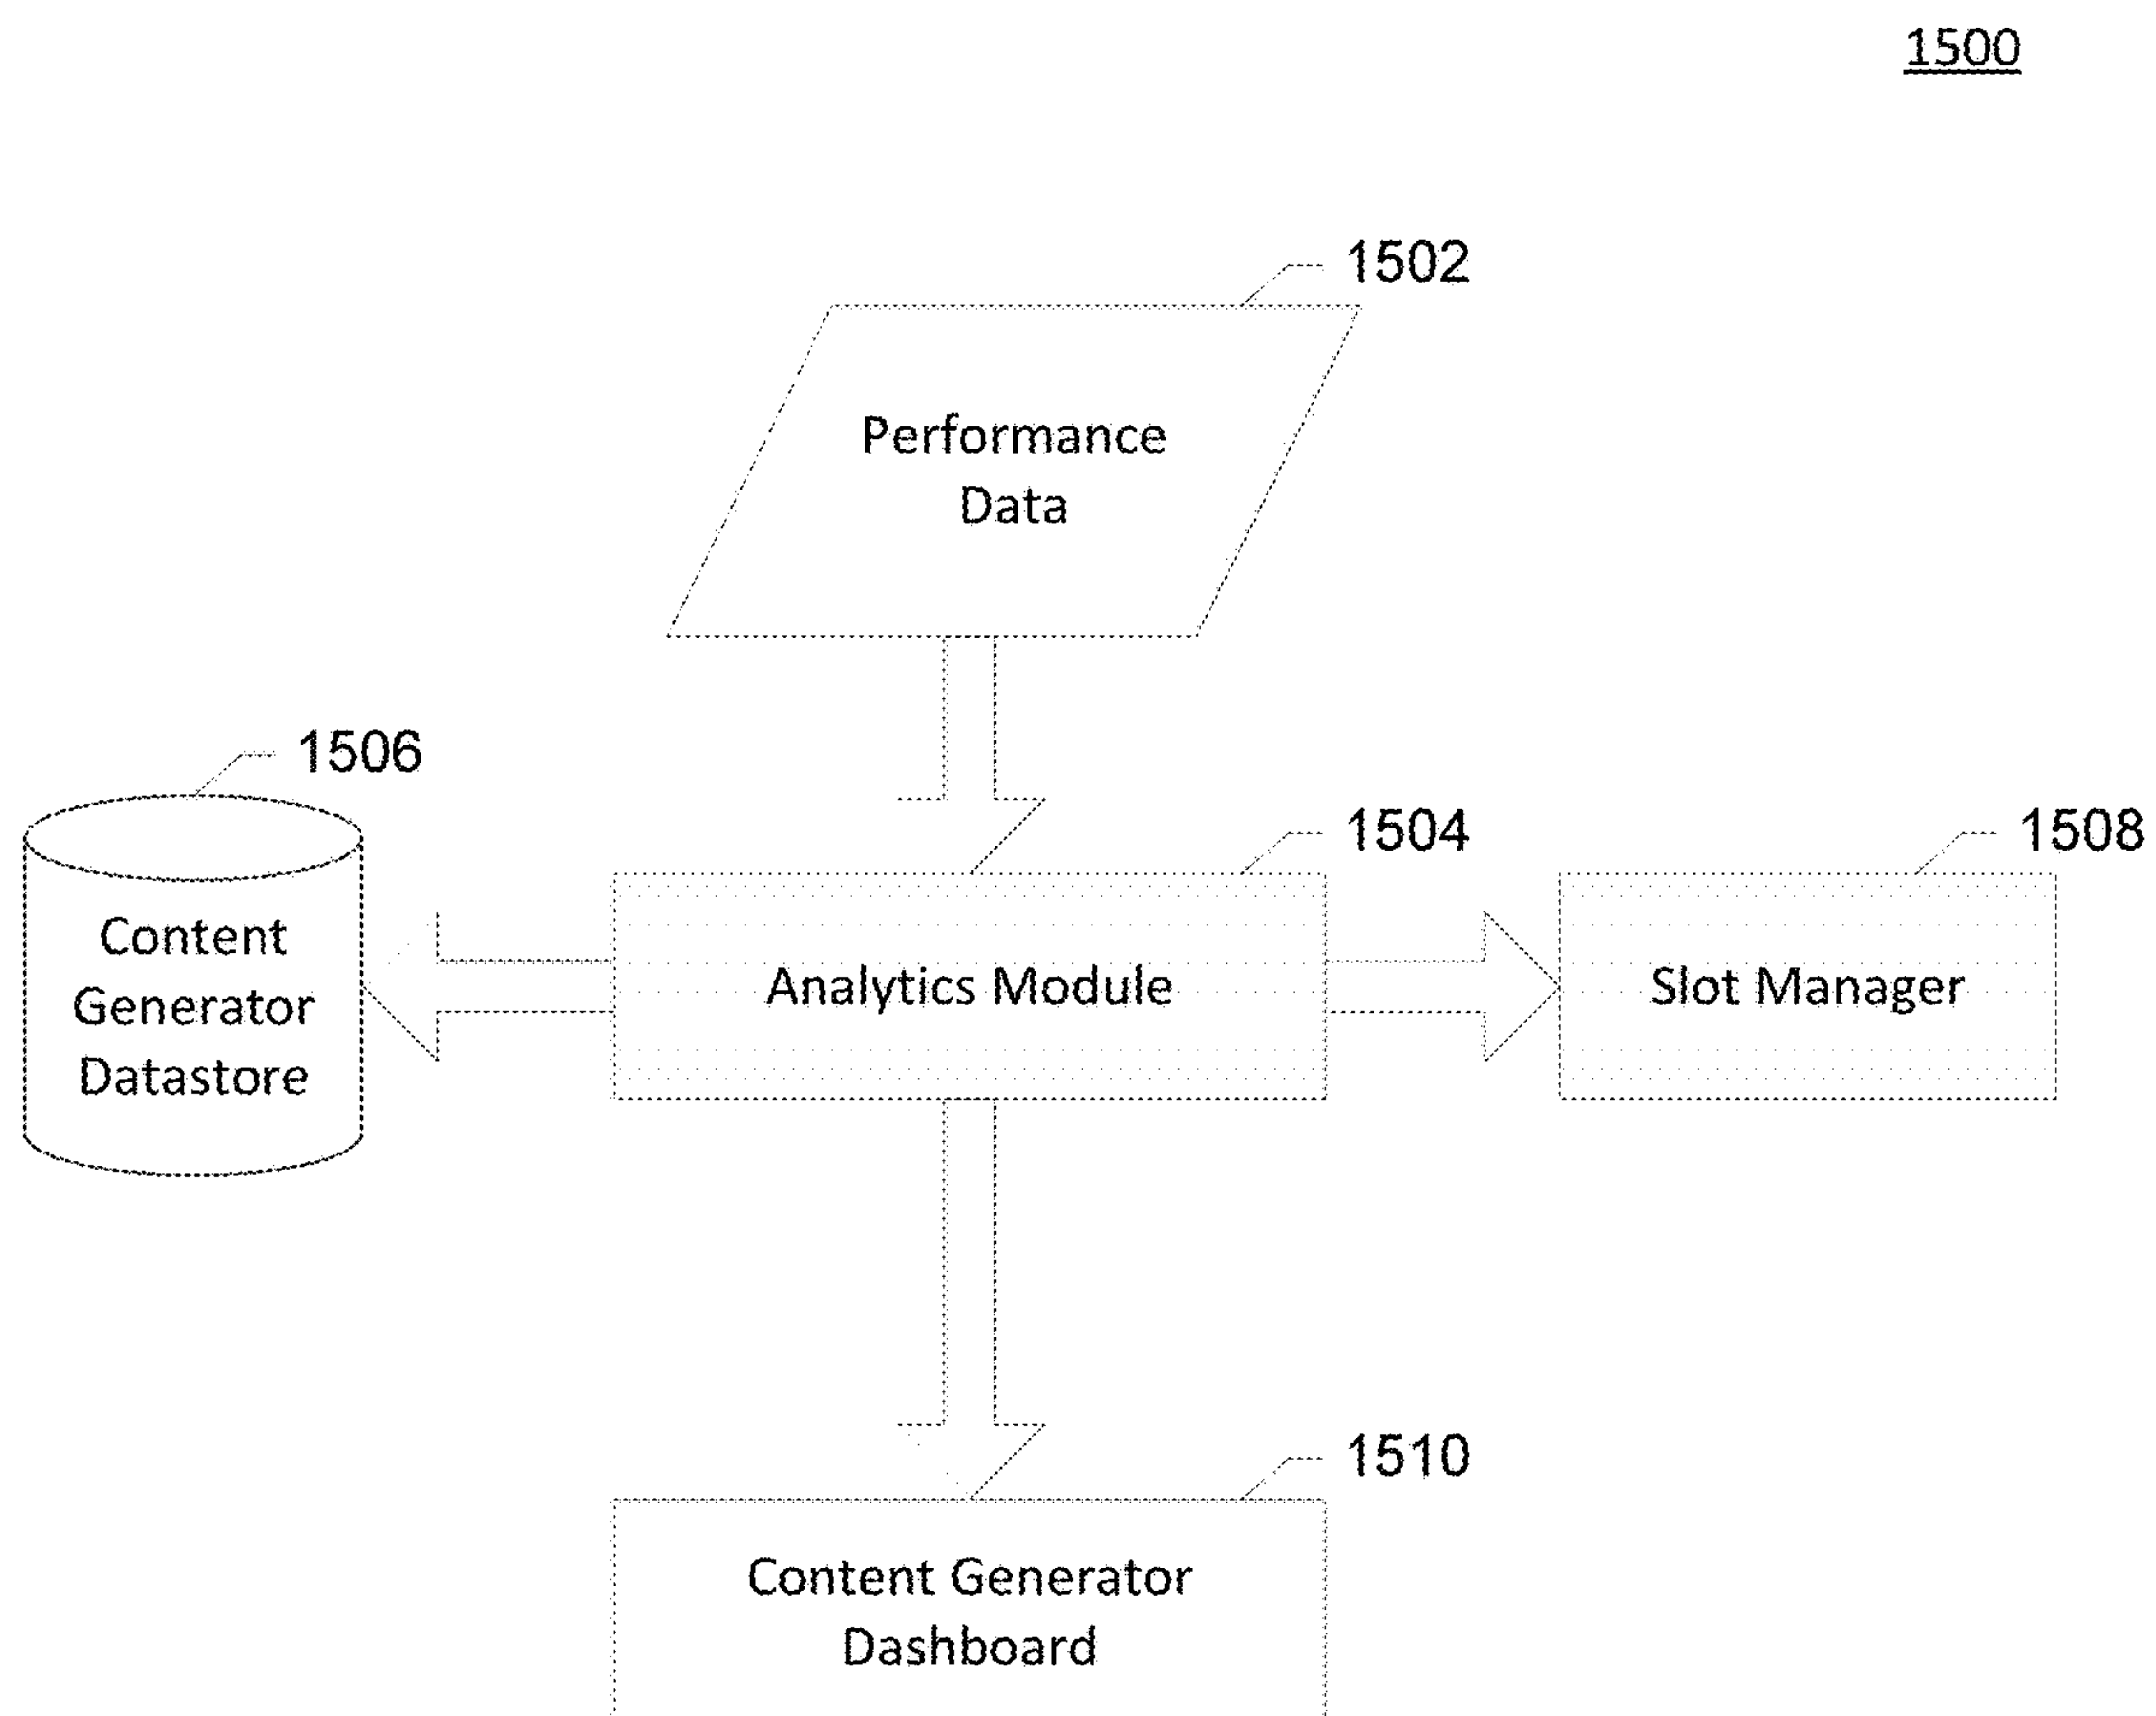 1500
1502
Performance
Data
1506
1504
1508
Content
Generator
Datastore
Analytics Module
Slot Manager
1510
Content Generator
Dashboard